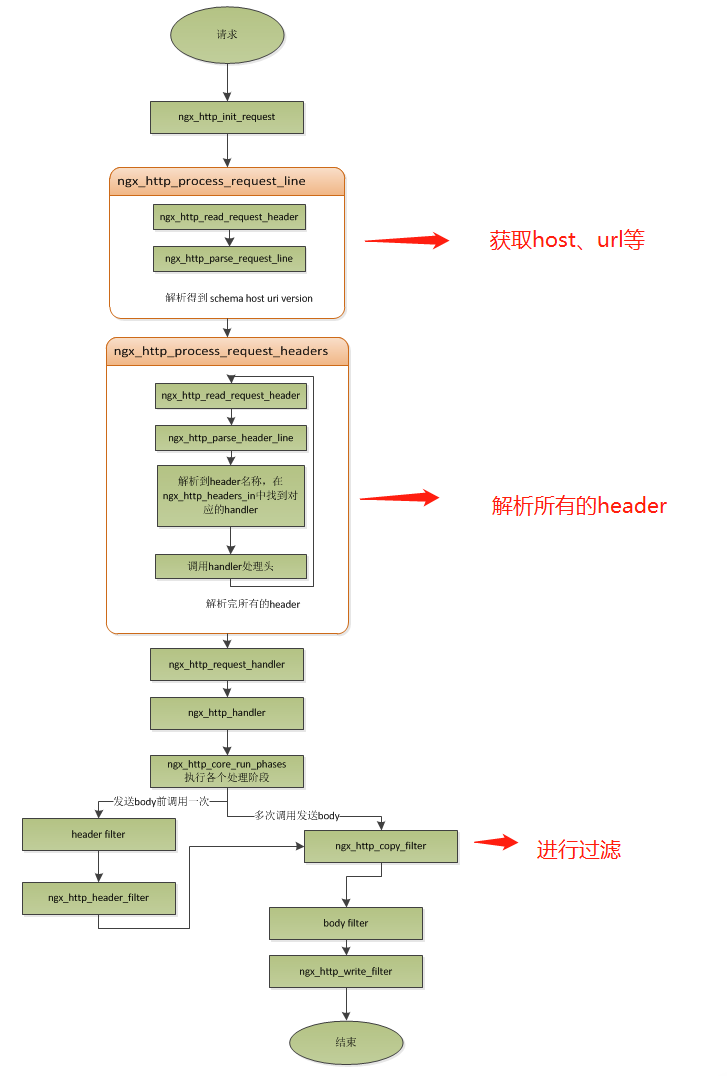 请求
ngx_http_init_request
ngx_http_process_request_line
ngx_http_read_request_header
ngx_http_parse_request_line
解析得到 schema host uri version
获取host、url等
ngx_http_process_request_headers
ngx_http_read_request_header
ngx_http_parse_header_line
解析到header名称，在
ngx_http_headers_in中找到对
应的handler
调用handler处理头
解析完所有的header
解析所有的header
ngx_http_request_handler
ngx_http_handler
ngx_http_core_run_phases
执行各个处理阶段
发送body前调用一次
多次调用发送body
header filter
ngx_http_header_filter
ngx_http_copy_filter
进行过滤
body filter
ngx_http_write_filter
结束